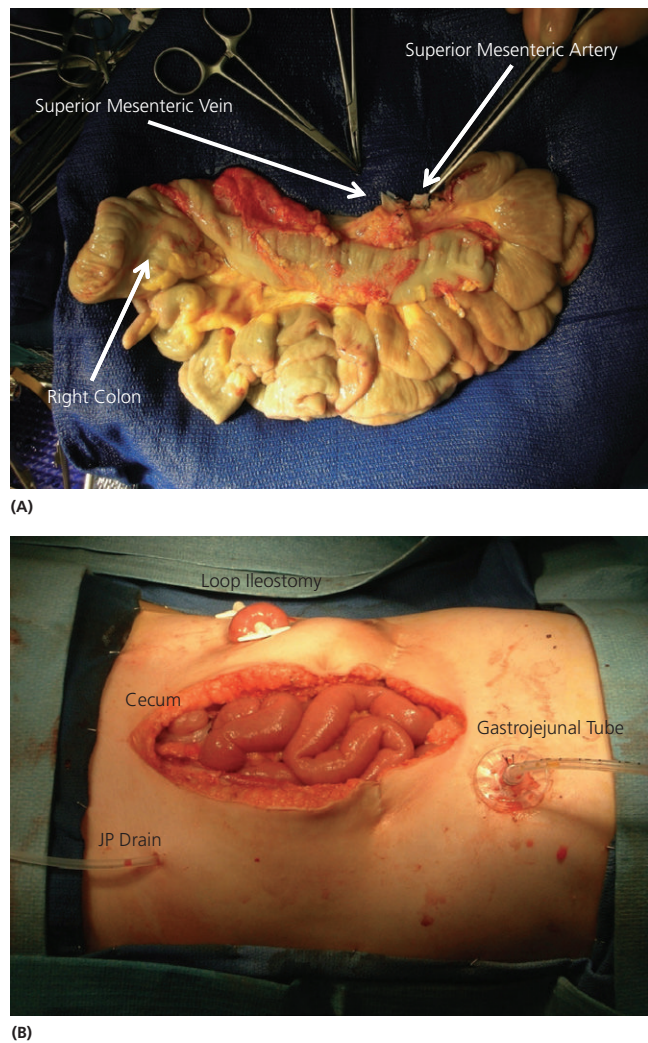 Superior Mesenteric Artery
Superior Mesenteric Vein
Right Colon
(A)
Loop Ileostomy
Cecum
Gastrojejunal Tube
JP Drain
(B)